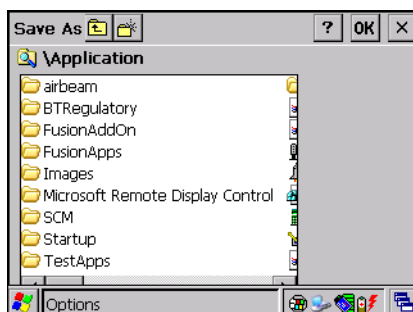 Save As ? OK ×
\Application
airbeam
BTRegulatory
FusionAddOn
FusionApps
Images
Microsoft Remote Display Control
SCM
Startup
TestApps
Options